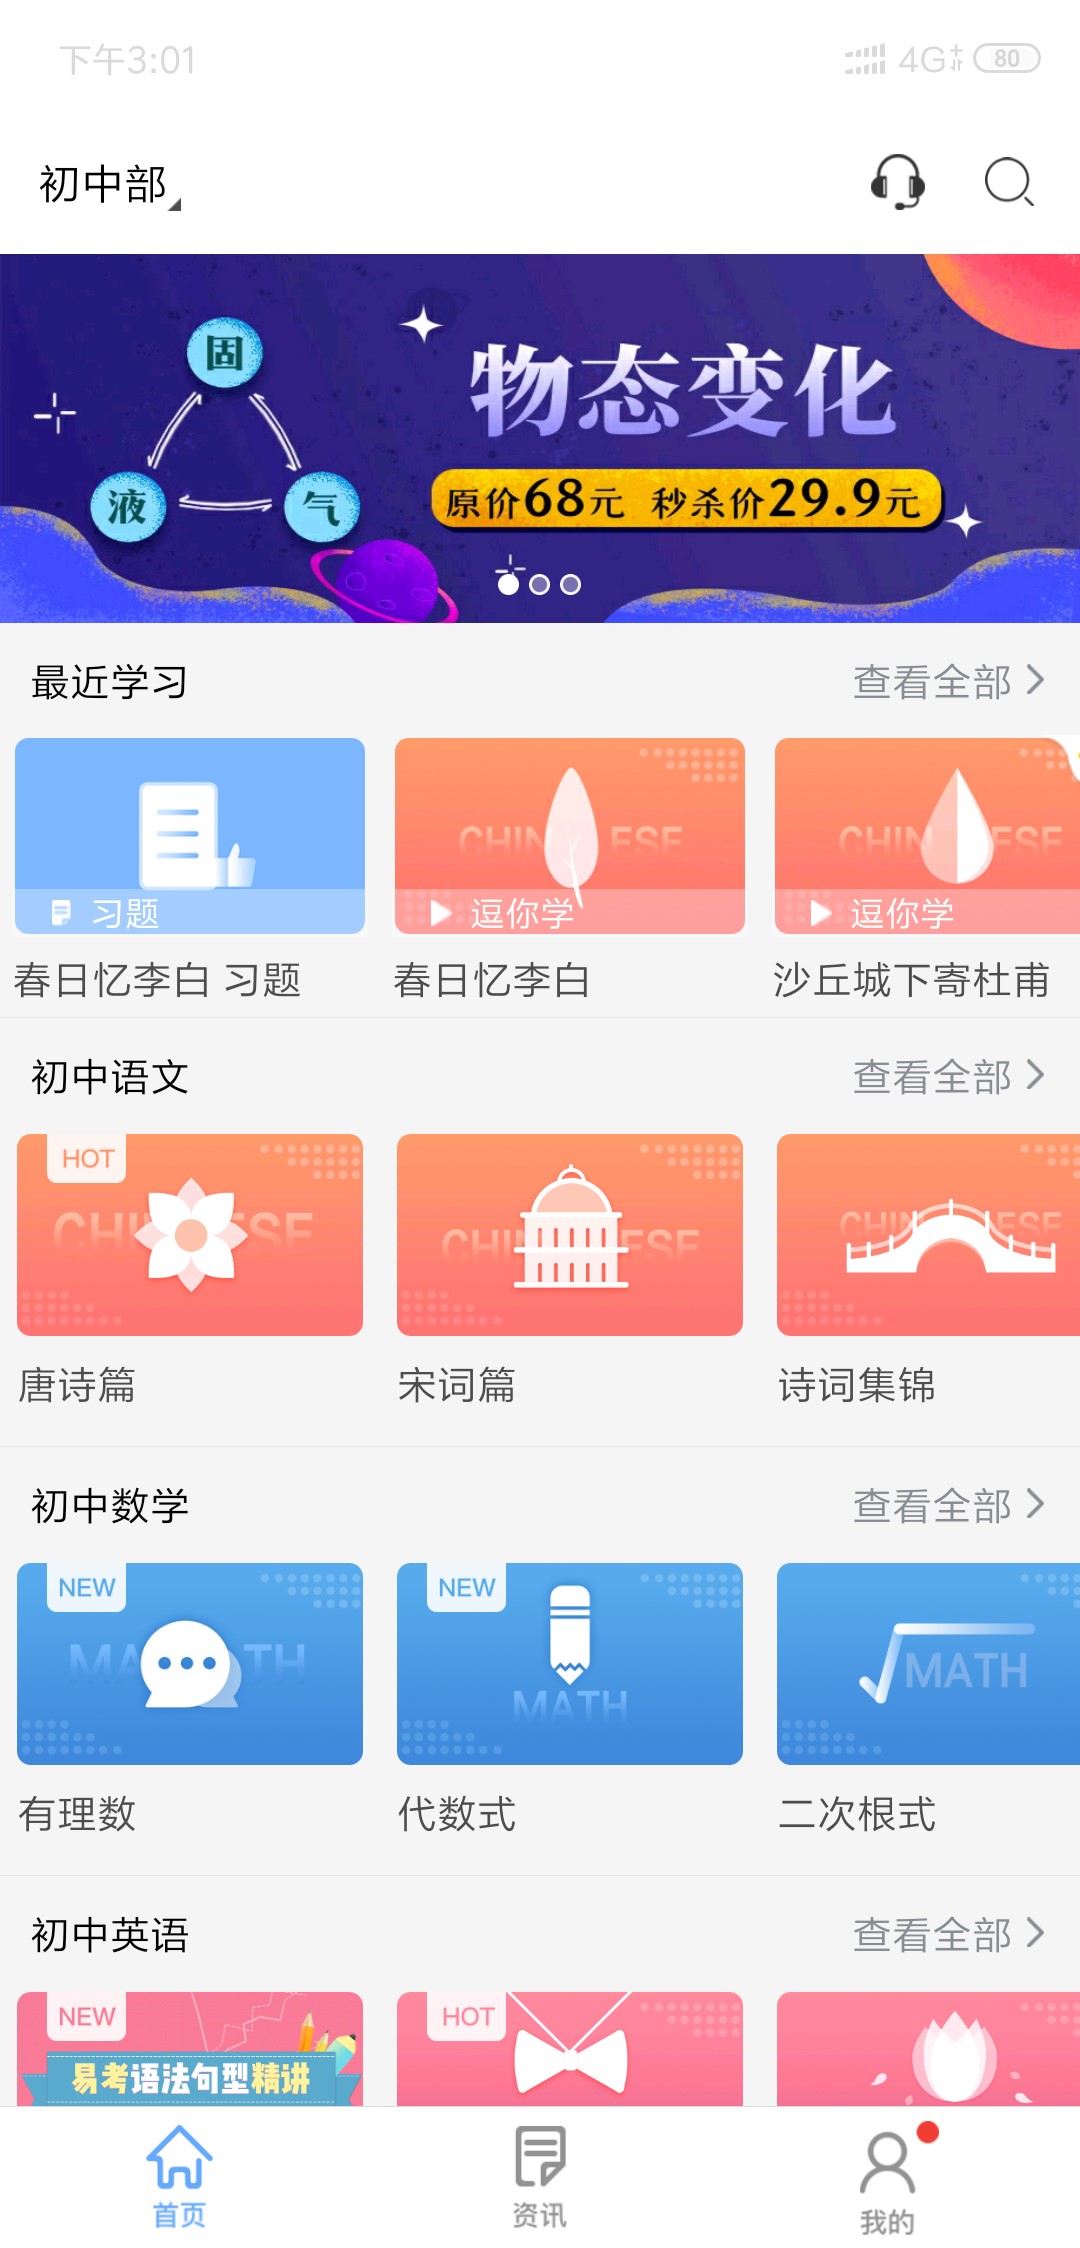 下午3:01
4G 80
初中部
固
物态变化
液 气
原价68元 秒杀价29.9元
最近学习 查看全部
CHINESE CHINESE
习题 逗你学 逗你学
春日忆李白 习题 春日忆李白 沙丘城下寄杜甫
初中语文 查看全部
HOT
CHINESE CHINESE CHINESE
唐诗篇 宋词篇 诗词集锦
初中数学 查看全部
NEW NEW
MATH MATH MATH
有理数 代数式 二次根式
初中英语 查看全部
NEW HOT
易考语法句型精讲
首页 资讯 我的